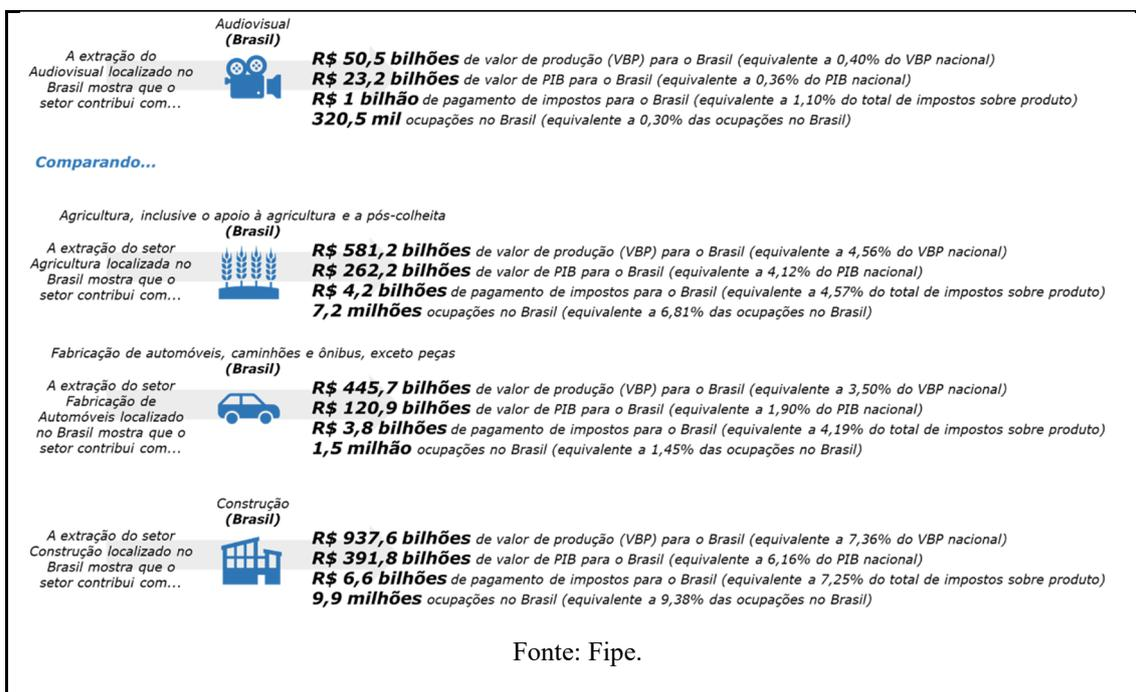 Audiovisual
(Brasil)
A extração do
Audiovisual localizado no
Brasil mostra que o
setor contribui com...
R$ 50,5 bilhões de valor de produção (VBP) para o Brasil (equivalente a 0,40% do VBP nacional)
R$ 23,2 bilhões de valor de PIB para o Brasil (equivalente a 0,36% do PIB nacional)
R$ 1 bilhão de pagamento de impostos para o Brasil (equivalente a 1,10% do total de impostos sobre produto)
320,5 mil ocupações no Brasil (equivalente a 0,30% das ocupações no Brasil)
Comparando...
Agricultura, inclusive o apoio à agricultura e a pós-colheita
(Brasil)
A extração do setor
Agricultura localizada no
Brasil mostra que o
setor contribui com...
R$ 581,2 bilhões de valor de produção (VBP) para o Brasil (equivalente a 4,56% do VBP nacional)
R$ 262,2 bilhões de valor de PIB para o Brasil (equivalente a 4,12% do PIB nacional)
R$ 4,2 bilhões de pagamento de impostos para o Brasil (equivalente a 4,57% do total de impostos sobre produto)
7,2 milhões ocupações no Brasil (equivalente a 6,81% das ocupações no Brasil)
Fabricação de automóveis, caminhões e ônibus, exceto peças
(Brasil)
A extração do setor
Fabricação de
Automóveis localizado
no Brasil mostra que o
setor contribui com...
R$ 445,7 bilhões de valor de produção (VBP) para o Brasil (equivalente a 3,50% do VBP nacional)
R$ 120,9 bilhões de valor de PIB para o Brasil (equivalente a 1,90% do PIB nacional)
R$ 3,8 bilhões de pagamento de impostos para o Brasil (equivalente a 4,19% do total de impostos sobre produto)
1,5 milhão ocupações no Brasil (equivalente a 1,45% das ocupações no Brasil)
Construção
(Brasil)
A extração do setor
Construção localizado no
Brasil mostra que o
setor contribui com...
R$ 937,6 bilhões de valor de produção (VBP) para o Brasil (equivalente a 7,36% do VBP nacional)
R$ 391,8 bilhões de valor de PIB para o Brasil (equivalente a 6,16% do PIB nacional)
R$ 6,6 bilhões de pagamento de impostos para o Brasil (equivalente a 7,25% do total de impostos sobre produto)
9,9 milhões ocupações no Brasil (equivalente a 9,38% das ocupações no Brasil)
Fonte: Fipe.